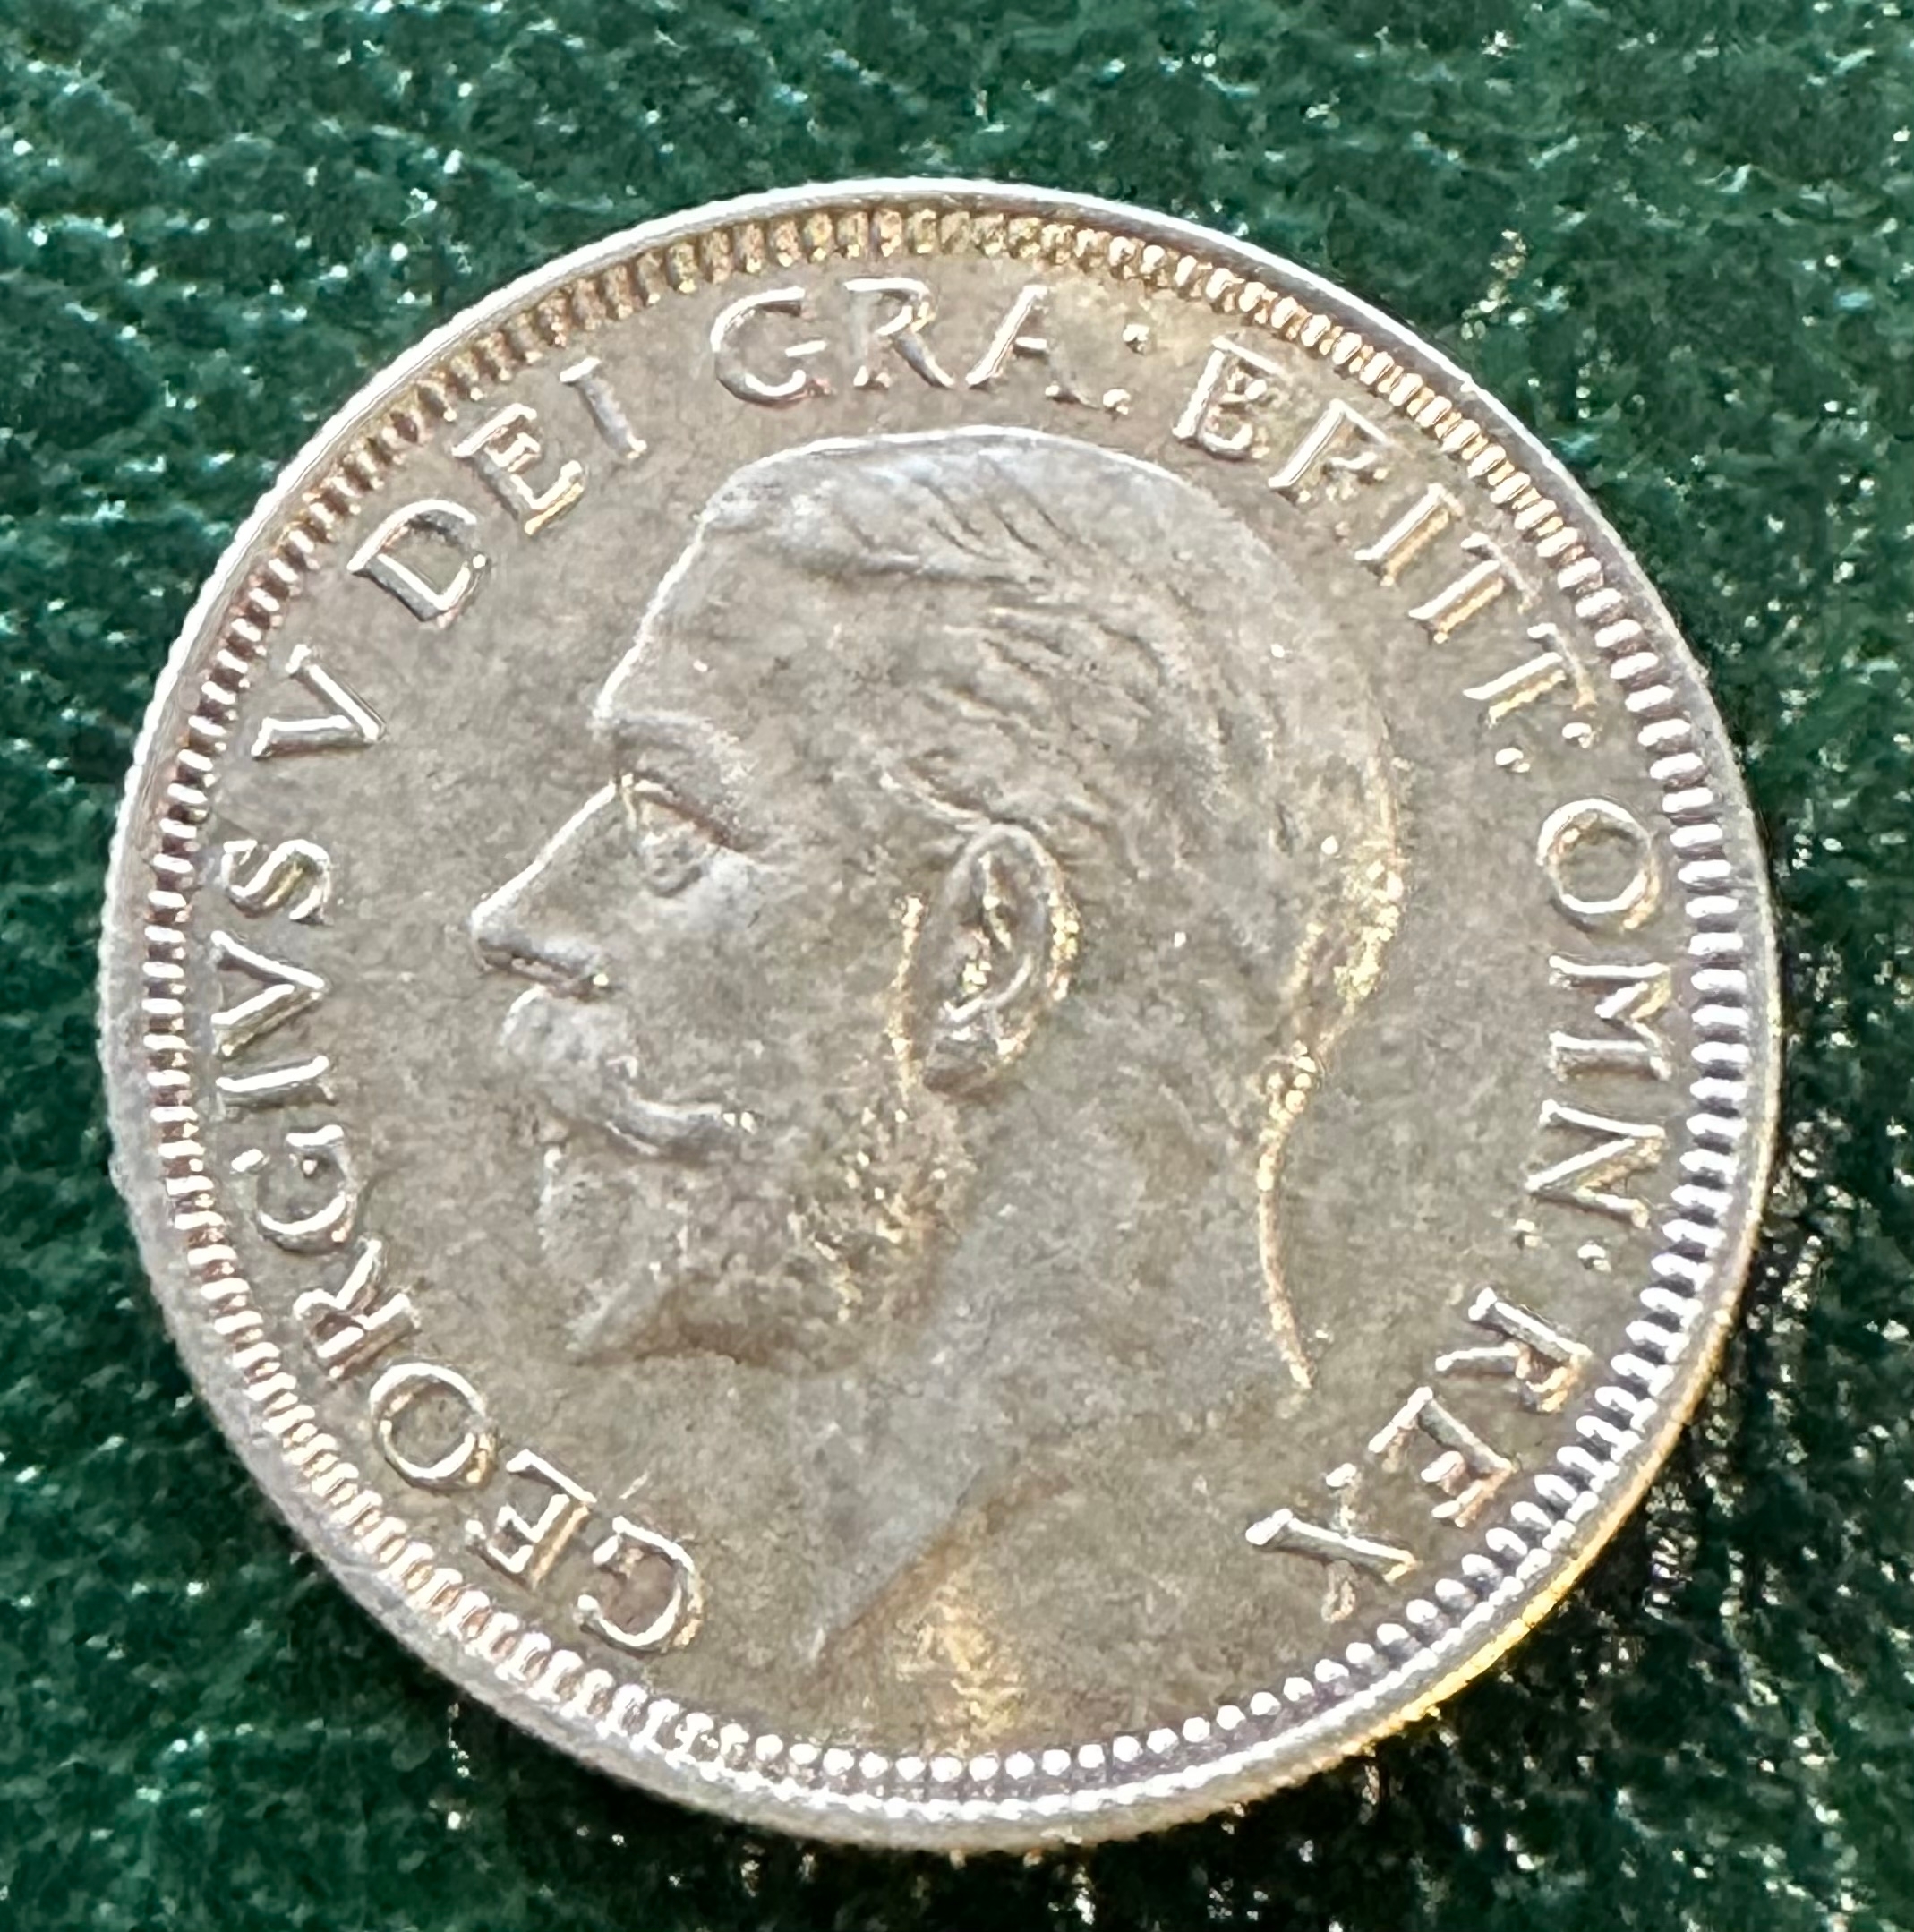 GEORGIVS V DEI GRA: BRITT: OMN: REX